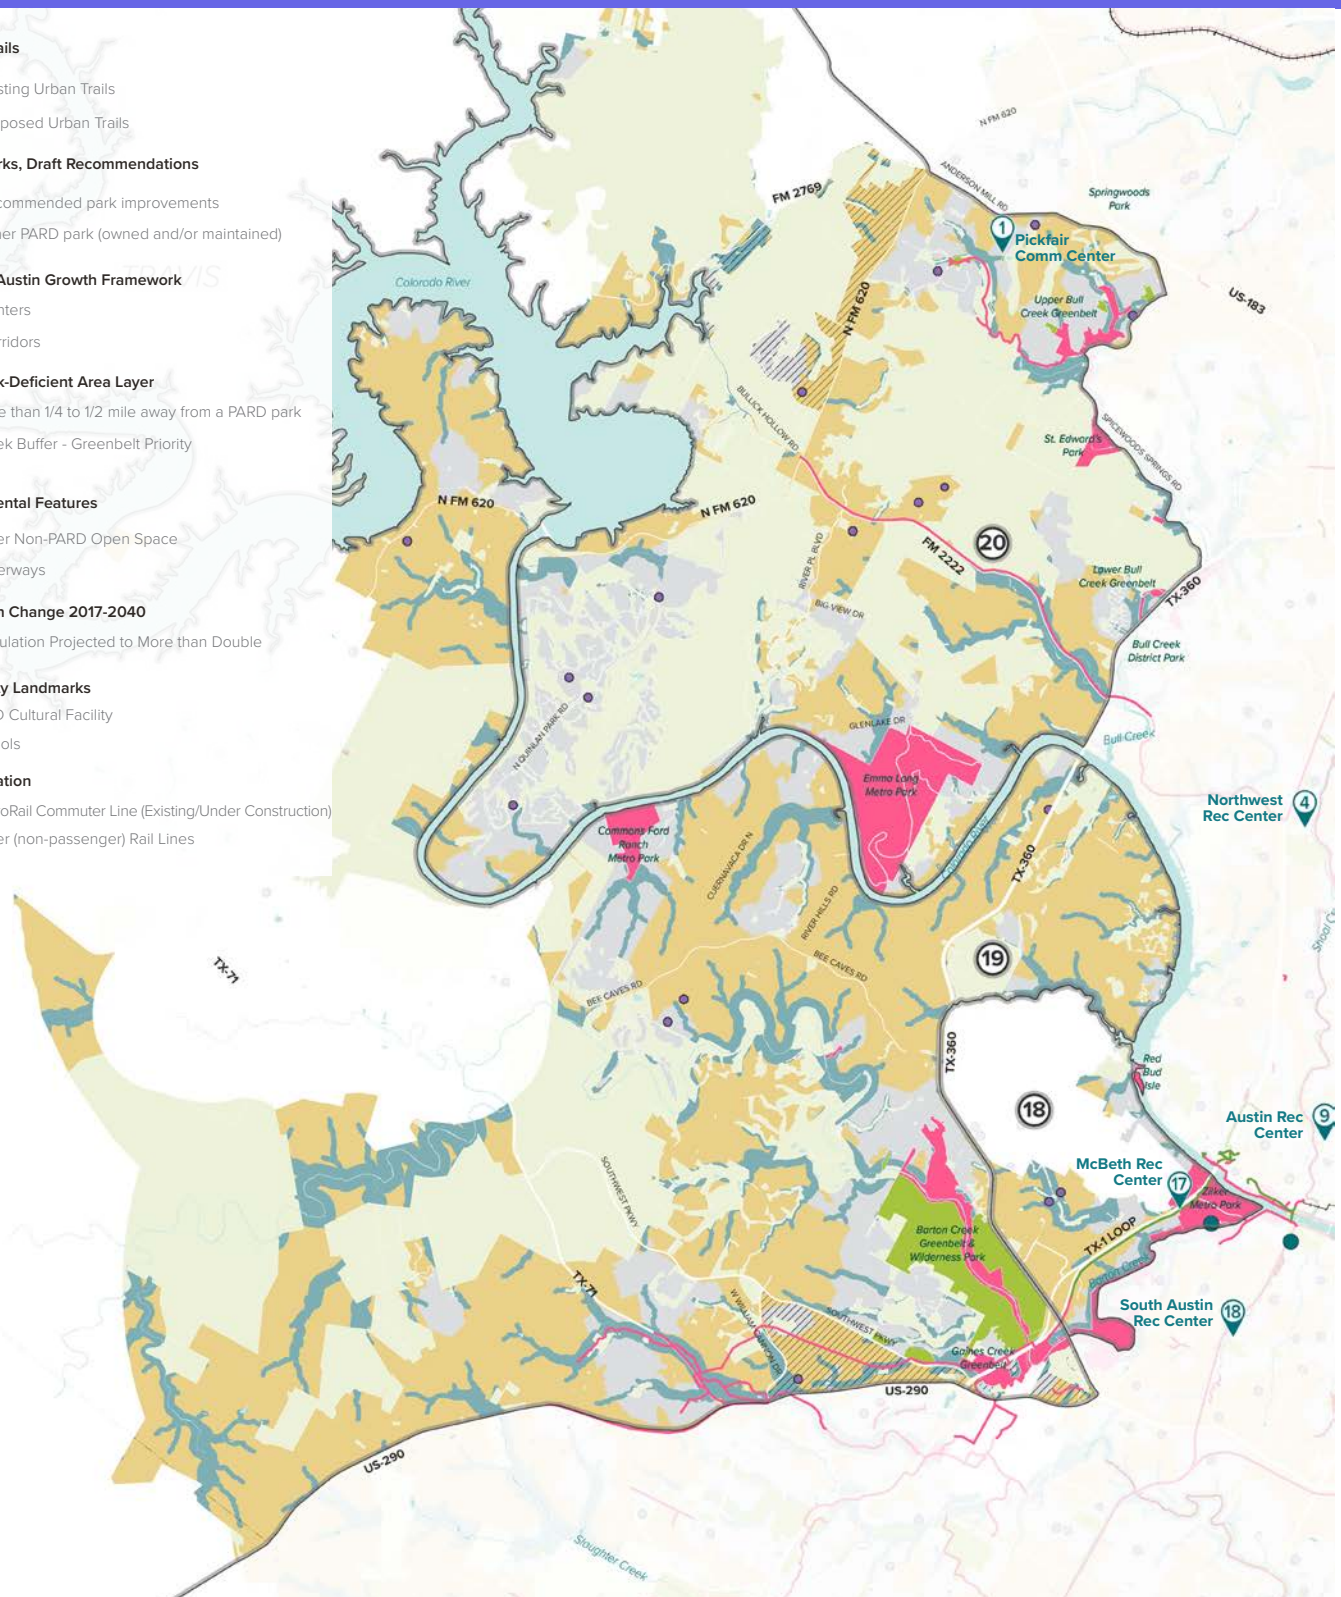 ails
sting Urban Trails
posed Urban Trails
rks, Draft Recommendations
commended park improvements
her PARD park (owned and/or maintained)
Austin Growth Framework
nters
rridors
k-Deficient Area Layer
e than 1/4 to 1/2 mile away from a PARD park
ek Buffer - Greenbelt Priority
ental Features
er Non-PARD Open Space
erways
n Change 2017-2040
ulation Projected to More than Double
y Landmarks
D Cultural Facility
ols
ation
oRail Commuter Line (Existing/Under Construction)
er (non-passenger) Rail Lines
TRAVIS
Colorado River
FM 2769
N FM 620
ANDERSON MILL RD
Springwoods
Park
1
Pickfair
Comm Center
Upper Bull
Creek Greenbelt
US-183
N FM 620
BULLICK HOLLOW RD
St. Edward's
Park
SPICEWOODS SPRINGS RD
N FM 620
N FM 620
RIVER PL BLVD
FM 2222
20
Lower Bull
Creek Greenbelt
TX-360
BIG VIEW DR
Bull Creek
District Park
N QUINLAN PARK RD
GLENLAKE DR
Bull Creek
Emma Long
Metro Park
Northwest
Rec Center
4
Commons Ford
Ranch
Metro Park
CUERNAVACA DR N
Colorado River
TX-360
RIVER HILLS RD
BEE CAVES RD
19
TX-71
BEE CAVES RD
TX-360
Red
Bud
Isle
18
Austin Rec
Center
9
McBeth Rec
Center
17
Zilker
Metro Park
SOUTHWEST PKWY
Barton Creek
Greenbelt &
Wilderness Park
TX-1 LOOP
Barton Creek
TX-71
W WILLIAM CANNON DR
SOUTHWEST PKWY
South Austin
Rec Center
18
Gaines Creek
Greenbelt
US-290
US-290
Slaughter Creek